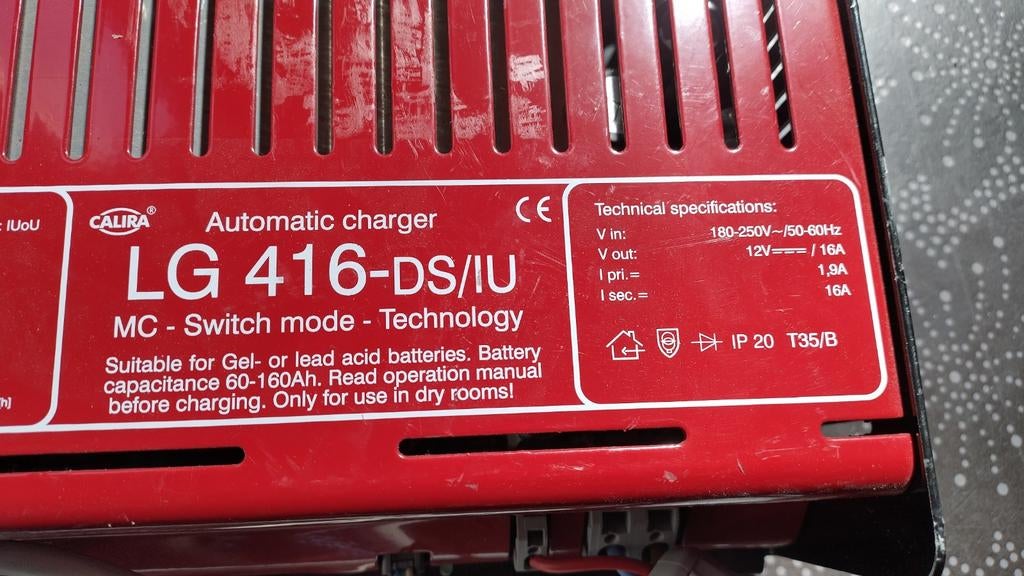 : IUoU
h]
CALIRA®
Automatic charger
CE
LG 416-DS/IU
MC - Switch mode - Technology
Suitable for Gel- or lead acid batteries. Battery
capacitance 60-160Ah. Read operation manual
before charging. Only for use in dry rooms!
Technical specifications:
V in: 180-250V~/50-60Hz
V out: 12V⎓ / 16A
I pri.= 1,9A
I sec.= 16A
IP 20 T35/B